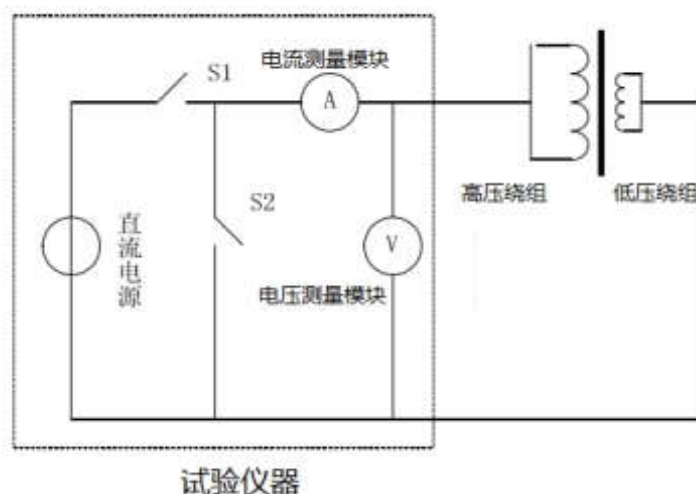 电流测量模块
S1
A
高压绕组
低压绕组
S2
直流电源
V
电压测量模块
试验仪器